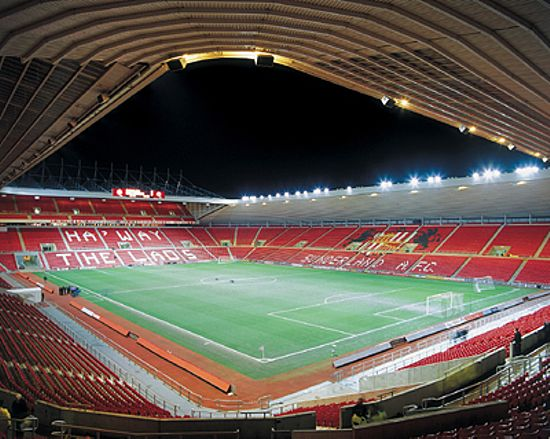 HA'WAY
THE LADS
SUNDERLAND A.F.C